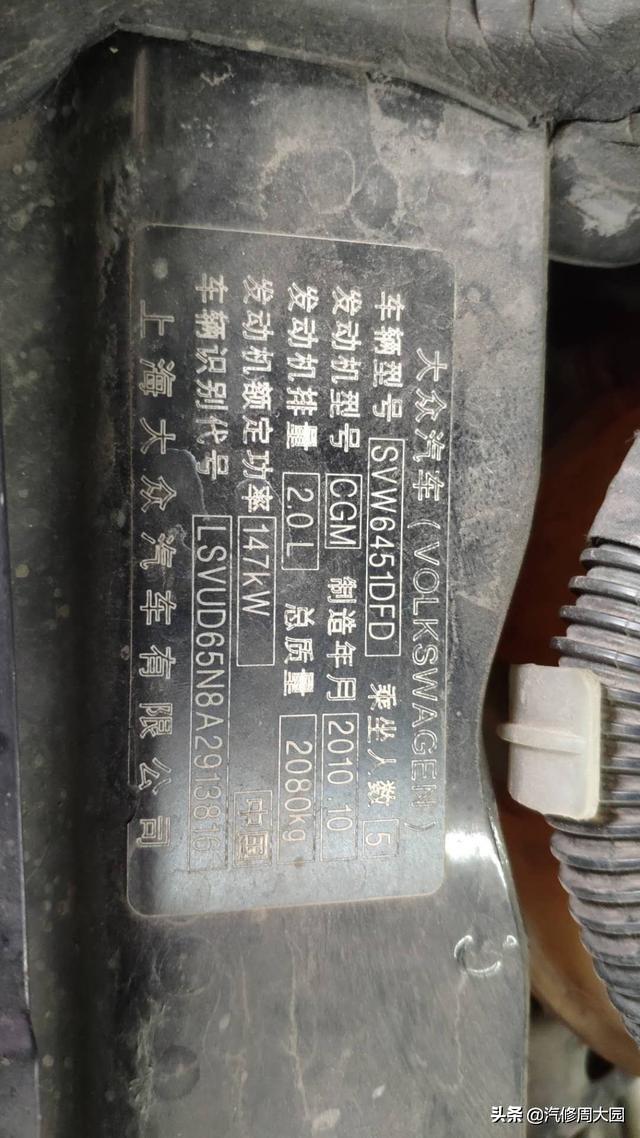 大众汽车(VOLKSWAGEN)
车辆型号 SVW6451DFD 乘坐人数 5
发动机型号 CGM 制造年月 2010.10
发动机排量 2.0L 总质量 2080kg
发动机额定功率 147kW 中国
车辆识别代号 LSVUD65N8A2913816
上海大众汽车有限公司
头条 @汽修周大园